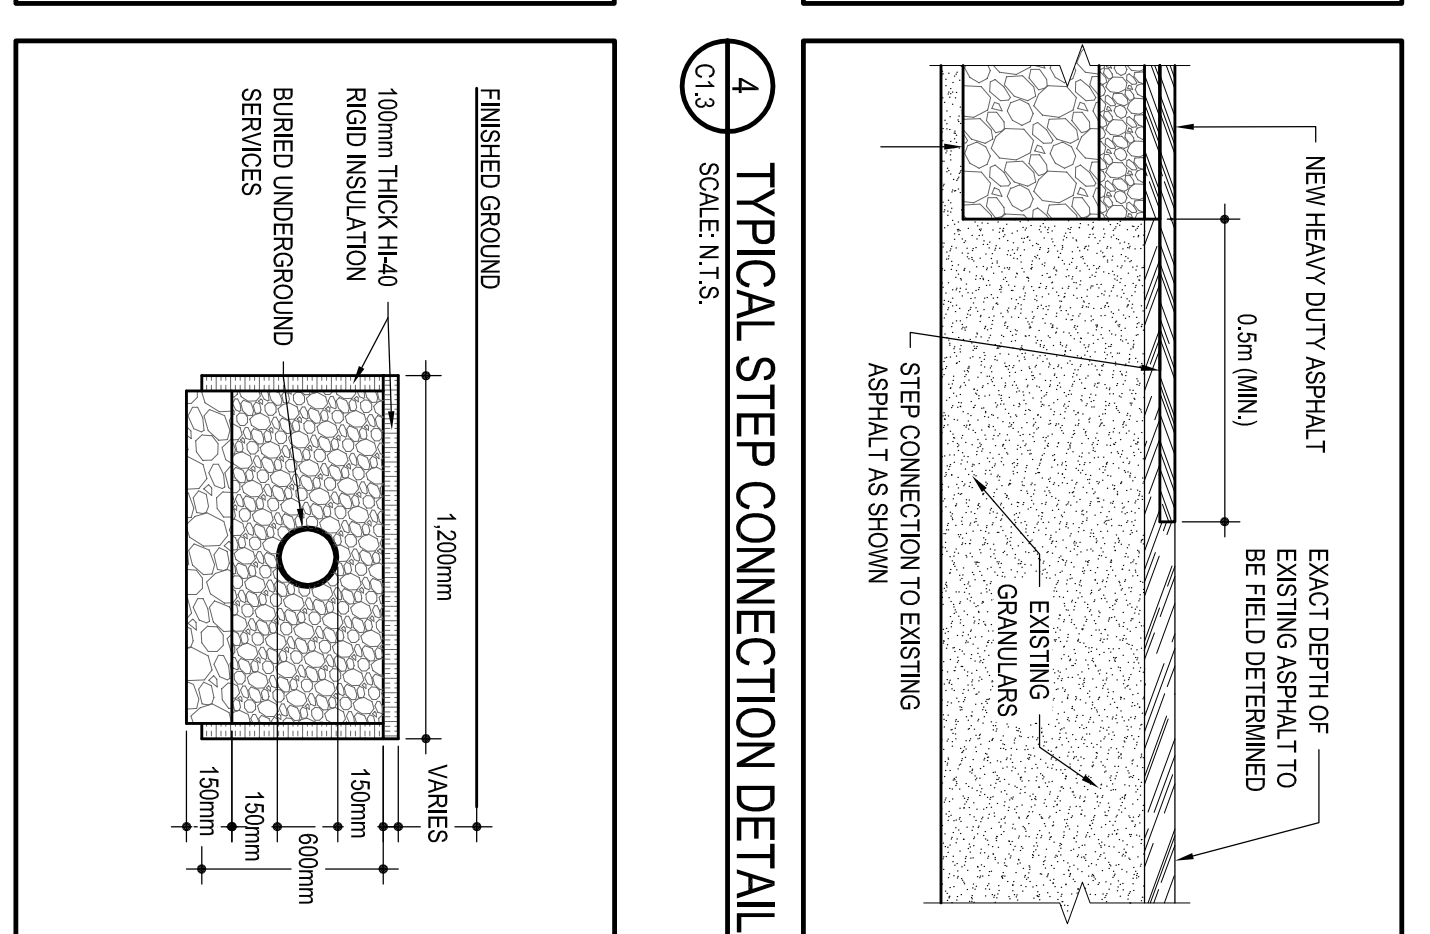 NEW HEAVY DUTY ASPHALT
0.5m (MIN.)
EXACT DEPTH OF
EXISTING ASPHALT TO
BE FIELD DETERMINED
EXISTING
GRANULARS
STEP CONNECTION TO EXISTING
ASPHALT AS SHOWN
4
C1.3
TYPICAL STEP CONNECTION DETAIL
SCALE: N.T.S.
FINISHED GROUND
100mm THICK HI-40
RIGID INSULATION
BURIED UNDERGROUND
SERVICES
1,200mm
VARIES
150mm
600mm
150mm
150mm